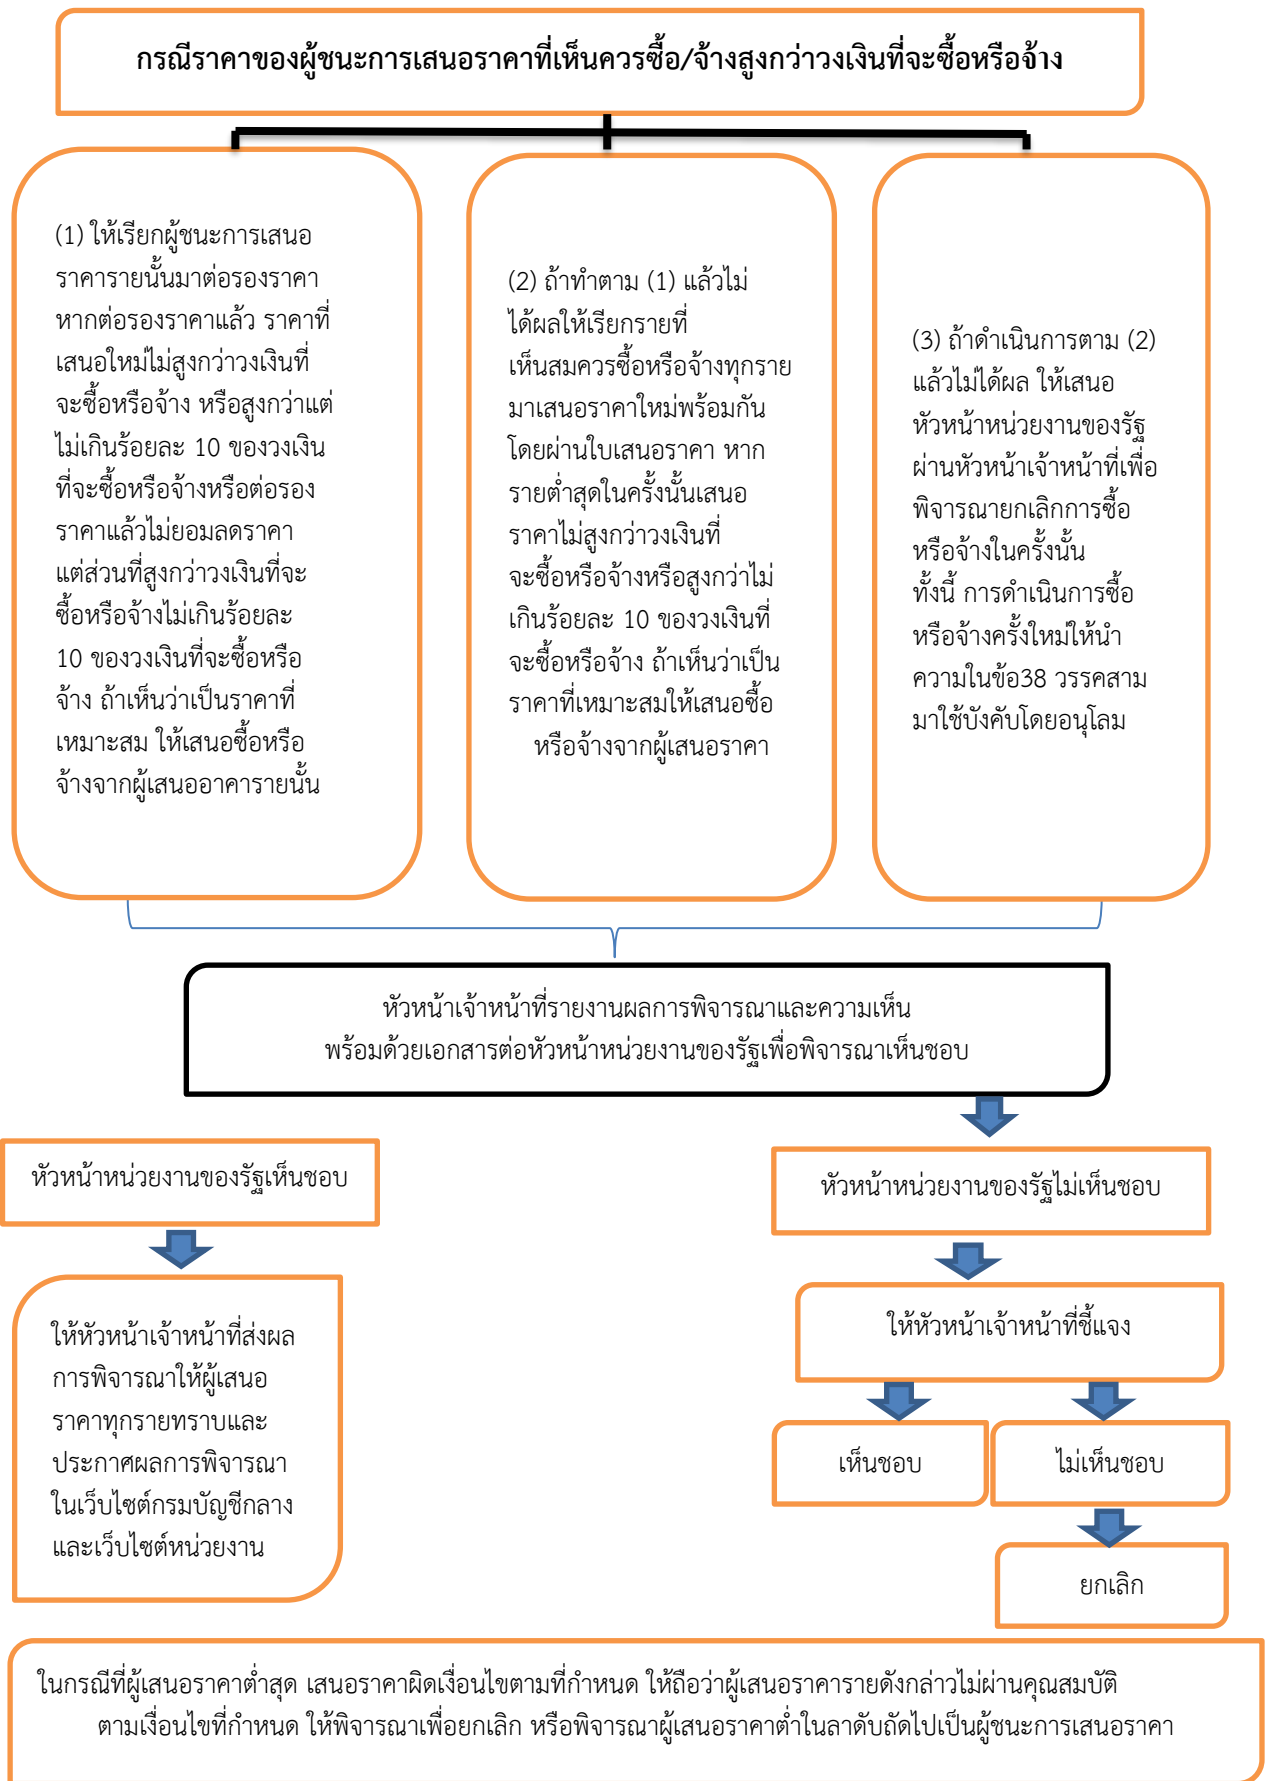 กรณีราคาของผู้ชนะการเสนอราคาที่เห็นควรซื้อ/จ้างสูงกว่าวงเงินที่จะซื้อหรือจ้าง
(1) ให้เรียกผู้ชนะการเสนอ
ราคารายนั้นมาต่อรองราคา
หากต่อรองราคาแล้ว ราคาที่
เสนอใหม่ไม่สูงกว่าวงเงินที่
จะซื้อหรือจ้าง หรือสูงกว่าแต่
ไม่เกินร้อยละ 10 ของวงเงิน
ที่จะซื้อหรือจ้างหรือต่อรอง
ราคาแล้วไม่ยอมลดราคา
แต่ส่วนที่สูงกว่าวงเงินที่จะ
ซื้อหรือจ้างไม่เกินร้อยละ
10 ของวงเงินที่จะซื้อหรือ
จ้าง ถ้าเห็นว่าเป็นราคาที่
เหมาะสม ให้เสนอซื้อหรือ
จ้างจากผู้เสนออาคารายนั้น
(2) ถ้าทำตาม (1) แล้วไม่
ได้ผลให้เรียกรายที่
เห็นสมควรซื้อหรือจ้างทุกราย
มาเสนอราคาใหม่พร้อมกัน
โดยผ่านใบเสนอราคา หาก
รายต่ำสุดในครั้งนั้นเสนอ
ราคาไม่สูงกว่าวงเงินที่
จะซื้อหรือจ้างหรือสูงกว่าไม่
เกินร้อยละ 10 ของวงเงินที่
จะซื้อหรือจ้าง ถ้าเห็นว่าเป็น
ราคาที่เหมาะสมให้เสนอซื้อ
หรือจ้างจากผู้เสนอราคา
(3) ถ้าดำเนินการตาม (2)
แล้วไม่ได้ผล ให้เสนอ
หัวหน้าหน่วยงานของรัฐ
ผ่านหัวหน้าเจ้าหน้าที่เพื่อ
พิจารณายกเลิกการซื้อ
หรือจ้างในครั้งนั้น
ทั้งนี้ การดำเนินการซื้อ
หรือจ้างครั้งใหม่ให้นำ
ความในข้อ38 วรรคสาม
มาใช้บังคับโดยอนุโลม
หัวหน้าเจ้าหน้าที่รายงานผลการพิจารณาและความเห็น
พร้อมด้วยเอกสารต่อหัวหน้าหน่วยงานของรัฐเพื่อพิจารณาเห็นชอบ
หัวหน้าหน่วยงานของรัฐเห็นชอบ
ให้หัวหน้าเจ้าหน้าที่ส่งผล
การพิจารณาให้ผู้เสนอ
ราคาทุกรายทราบและ
ประกาศผลการพิจารณา
ในเว็บไซต์กรมบัญชีกลาง
และเว็บไซต์หน่วยงาน
หัวหน้าหน่วยงานของรัฐไม่เห็นชอบ
ให้หัวหน้าเจ้าหน้าที่ชี้แจง
เห็นชอบ
ไม่เห็นชอบ
ยกเลิก
ในกรณีที่ผู้เสนอราคาต่ำสุด เสนอราคาผิดเงื่อนไขตามที่กำหนด ให้ถือว่าผู้เสนอราคารายดังกล่าวไม่ผ่านคุณสมบัติ
ตามเงื่อนไขที่กำหนด ให้พิจารณาเพื่อยกเลิก หรือพิจารณาผู้เสนอราคาต่ำในลาดับถัดไปเป็นผู้ชนะการเสนอราคา